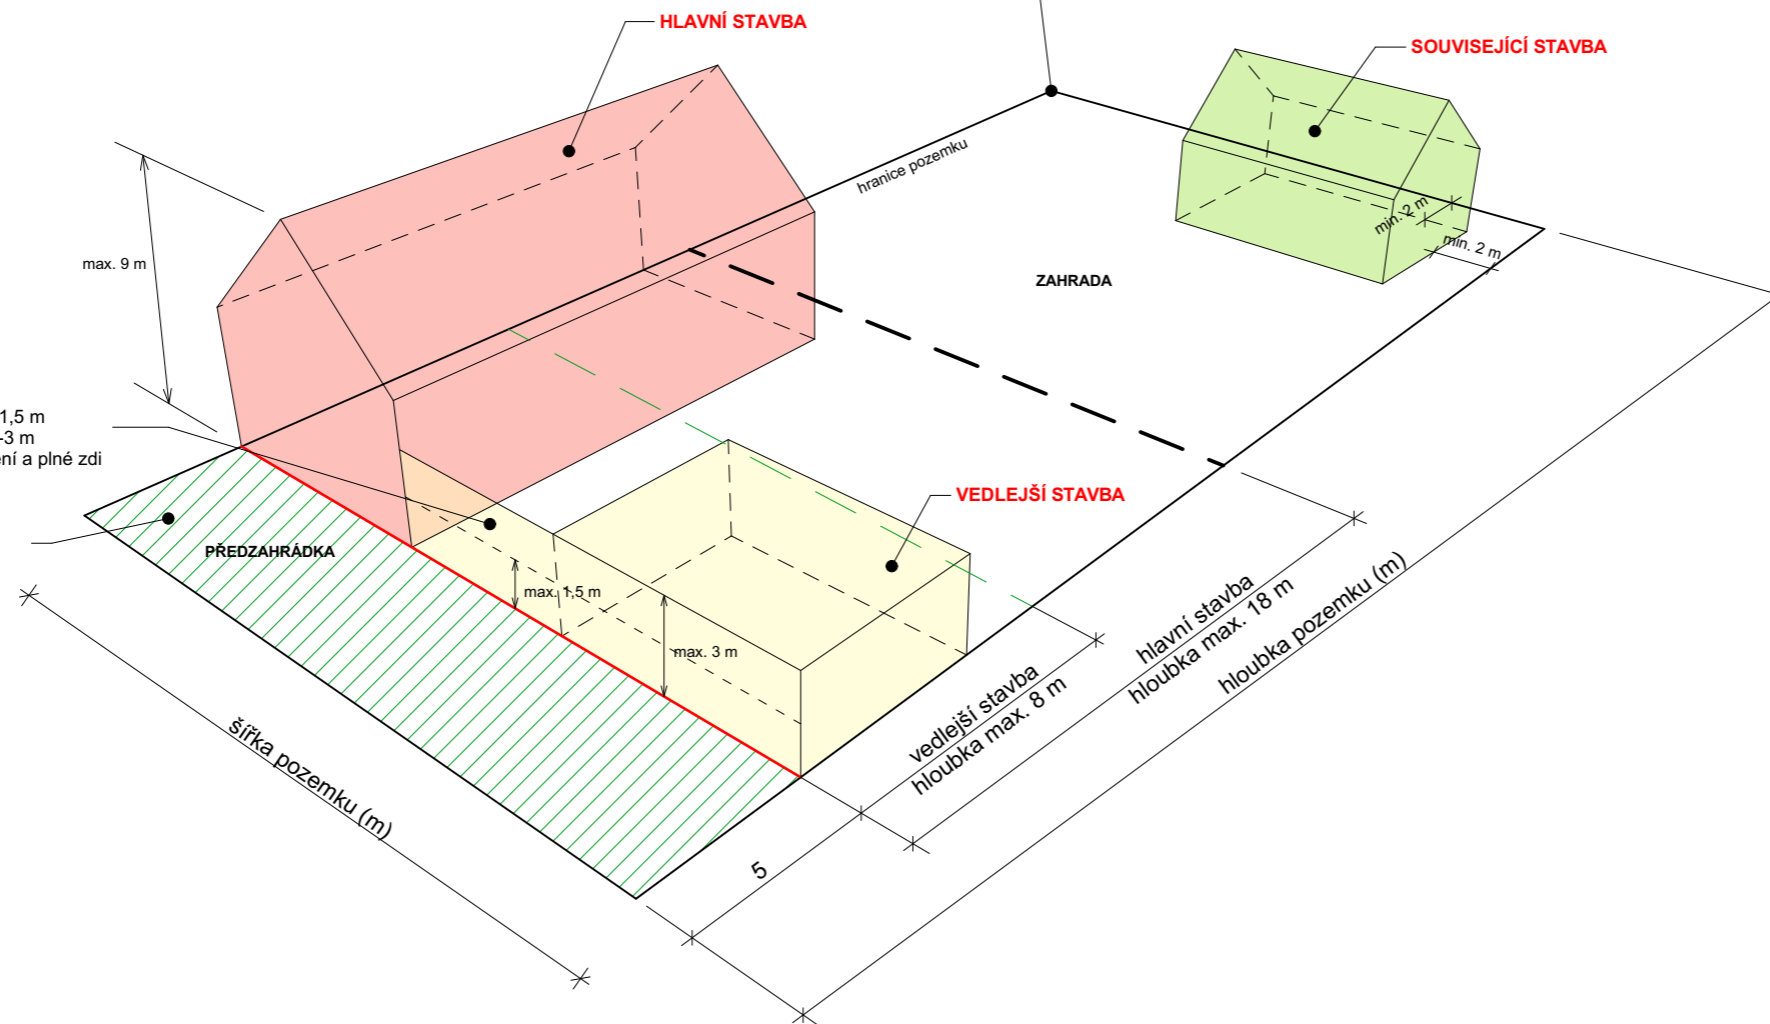 HLAVNÍ STAVBA
SOUVISEJÍCÍ STAVBA
hranice pozemku
min. 2 m
min. 2 m
max. 9 m
ZAHRADA
1,5 m
-3 m
ení a plné zdi
VEDLEJŠÍ STAVBA
PŘEDZAHRÁDKA
max. 1,5 m
max. 3 m
hlavní stavba
hloubka max. 18 m
hloubka pozemku (m)
vedlejší stavba
hloubka max. 8 m
šířka pozemku (m)
5